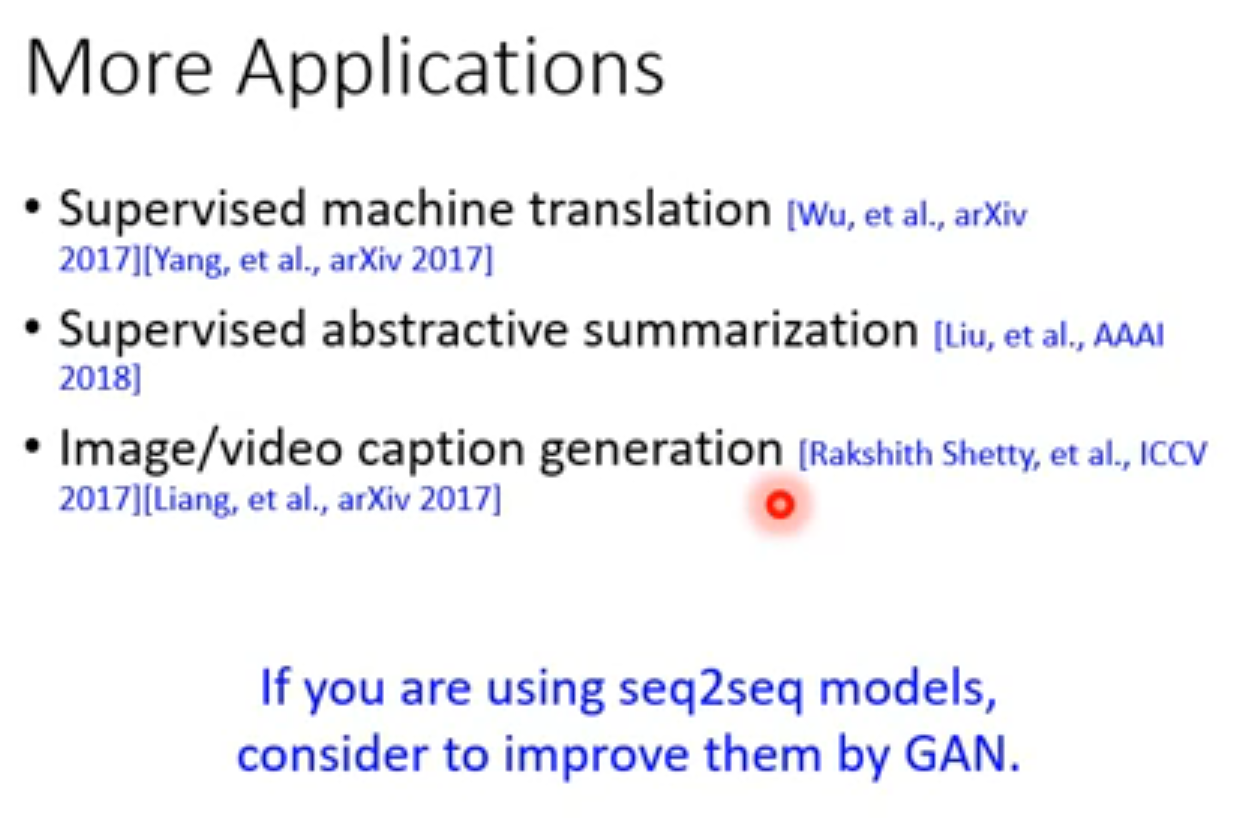 More Applications
• Supervised machine translation [Wu, et al., arXiv
2017][Yang, et al., arXiv 2017]
• Supervised abstractive summarization [Liu, et al., AAAI
2018]
• Image/video caption generation [Rakshith Shetty, et al., ICCV
2017][Liang, et al., arXiv 2017]
If you are using seq2seq models,
consider to improve them by GAN.